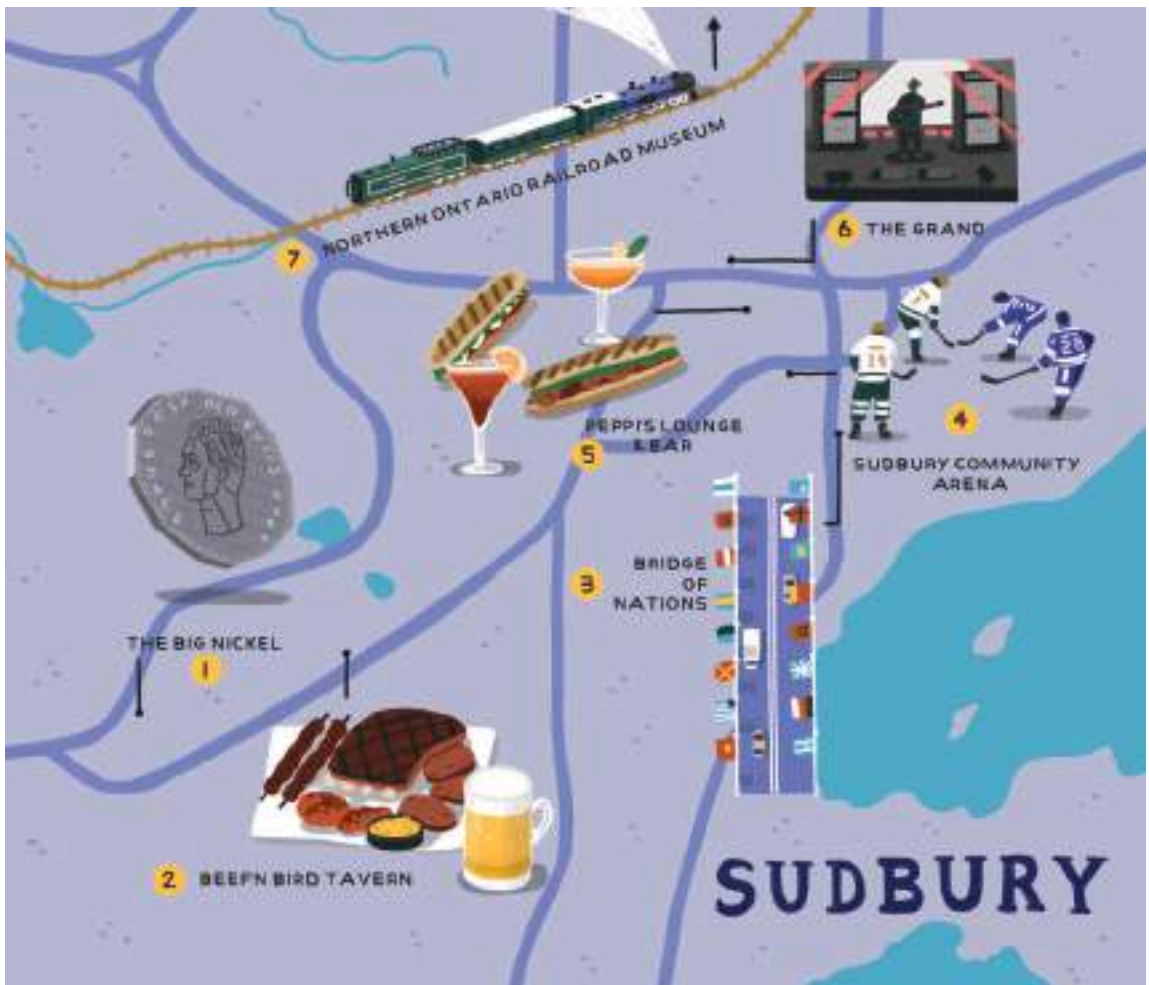 NORTHERN ONTARIO RAILROAD MUSEUM
7
6 THE GRAND
14
PEPPI'S LOUNGE
& BAR
5
4
SUDBURY COMMUNITY
ARENA
3
BRIDGE
OF
NATIONS
THE BIG NICKEL
1
2 BEEF'N BIRD TAVERN
SUDBURY